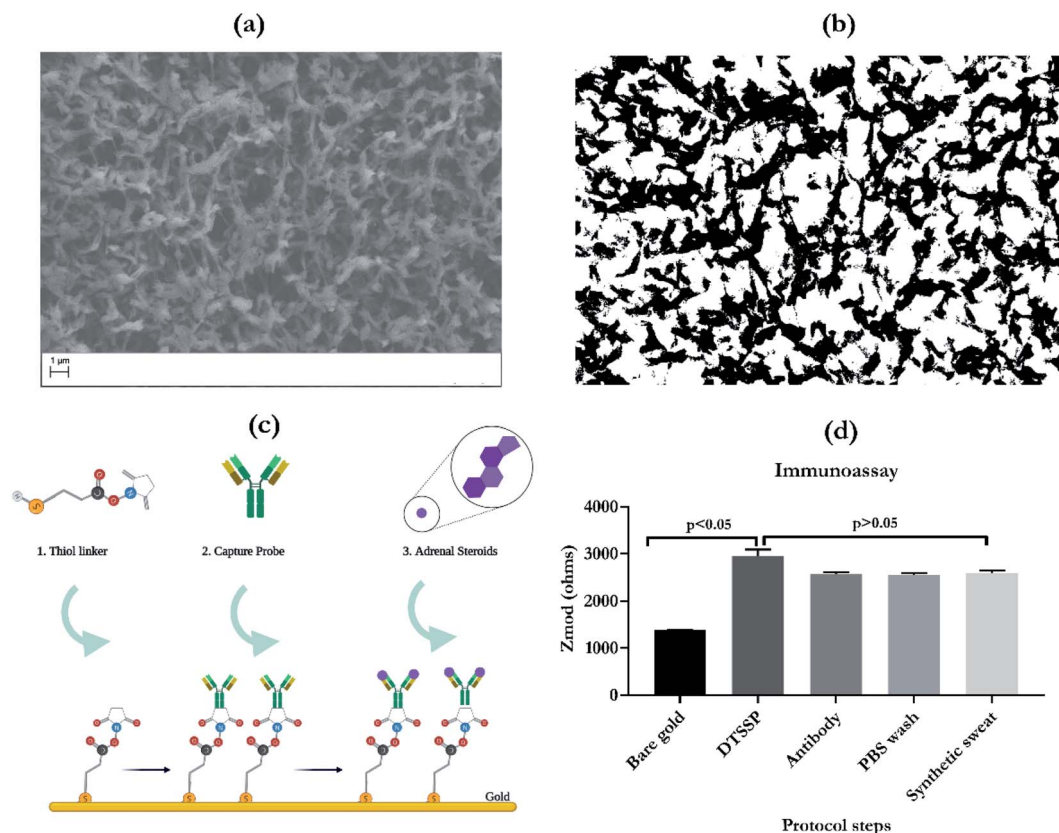 (a)
(b)
1 µm
(c)
(d)
H
S
C
O
O
N
1. Thiol linker
2. Capture Probe
3. Adrenal Steroids
O
O
N
O
O
C
S
O
O
N
O
O
C
S
O
O
N
O
O
C
S
O
O
N
O
O
C
S
O
O
N
O
O
C
S
Gold
Immunoassay
Zmod (ohms)
4000
3000
2000
1000
0
p<0.05
p>0.05
Bare gold
DTSSP
Antibody
PBS wash
Synthetic sweat
Protocol steps